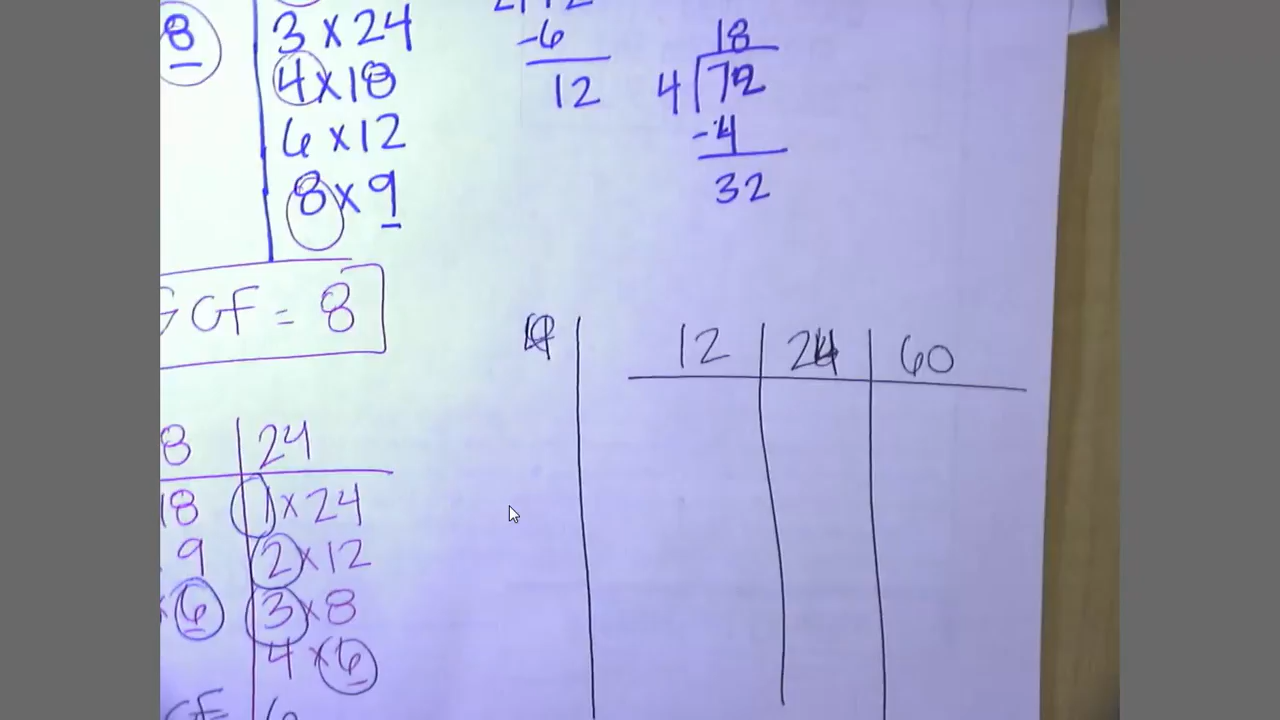 8
3 x 24
4 x 18
6 x 12
8 x 9
-6
12
18
4 72
-4
32
GCF = 8
12 24 60
8 24
18 1 x 24
9 2 x 12
x 6 3 x 8
4 x 6